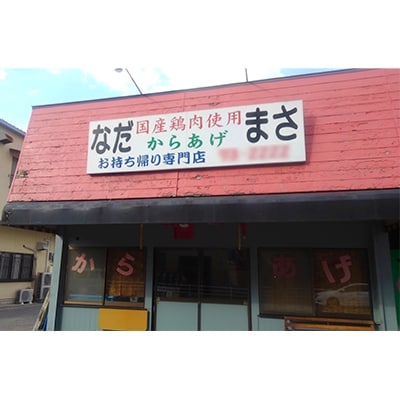 なだ 国産鶏肉使用 まさ
からあげ
お持ち帰り専門店
からあげ